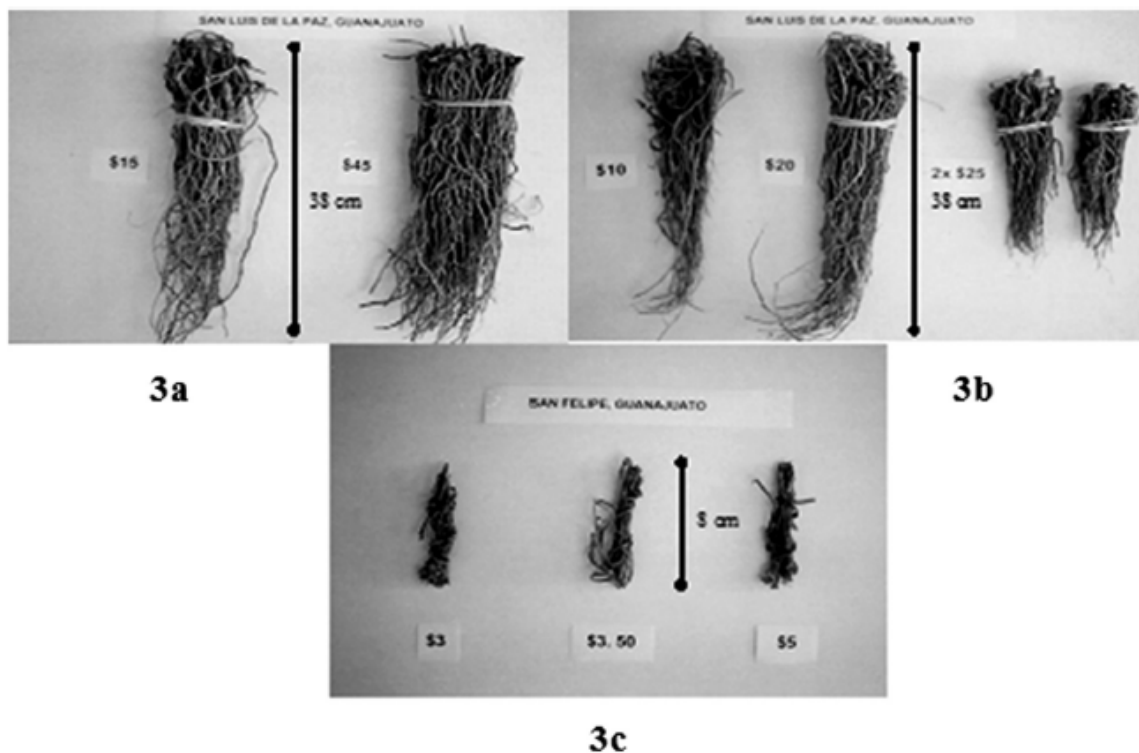 SAN LUIS DE LA PAZ, GUANAJUATO
$15
$45
38 cm
3a
SAN LUIS DE LA PAZ, GUANAJUATO
$10
$20
2x $25
38 cm
3b
SAN FELIPE, GUANAJUATO
8 cm
$3
$3.50
$5
3c